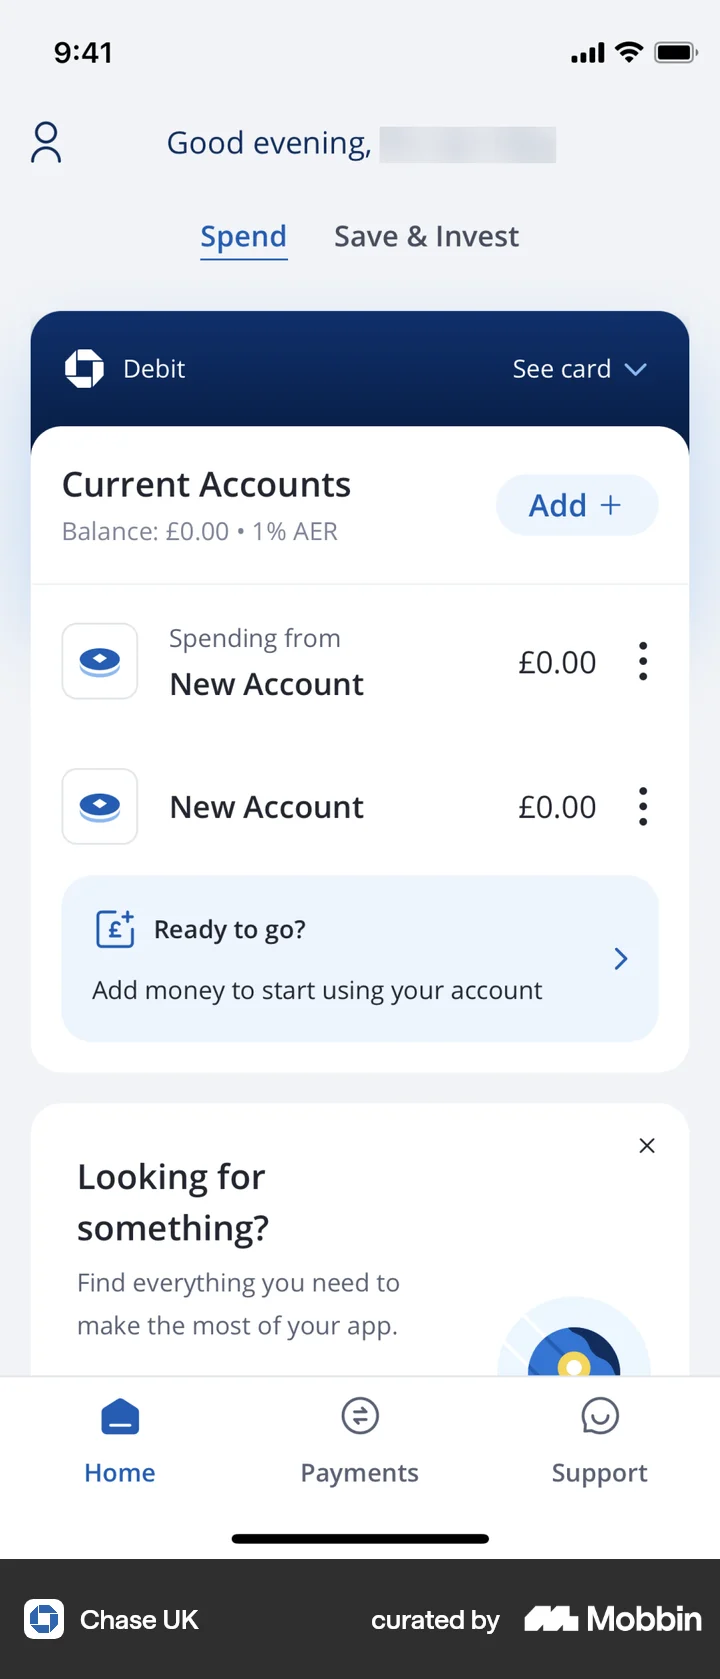 9:41
Good evening,
Spend
Save & Invest
Debit
See card
Current Accounts
Add +
Balance: £0.00 • 1% AER
Spending from
New Account
£0.00
New Account
£0.00
Ready to go?
Add money to start using your account
Looking for
something?
Find everything you need to
make the most of your app.
Home
Payments
Support
Chase UK
curated by
Mobbin